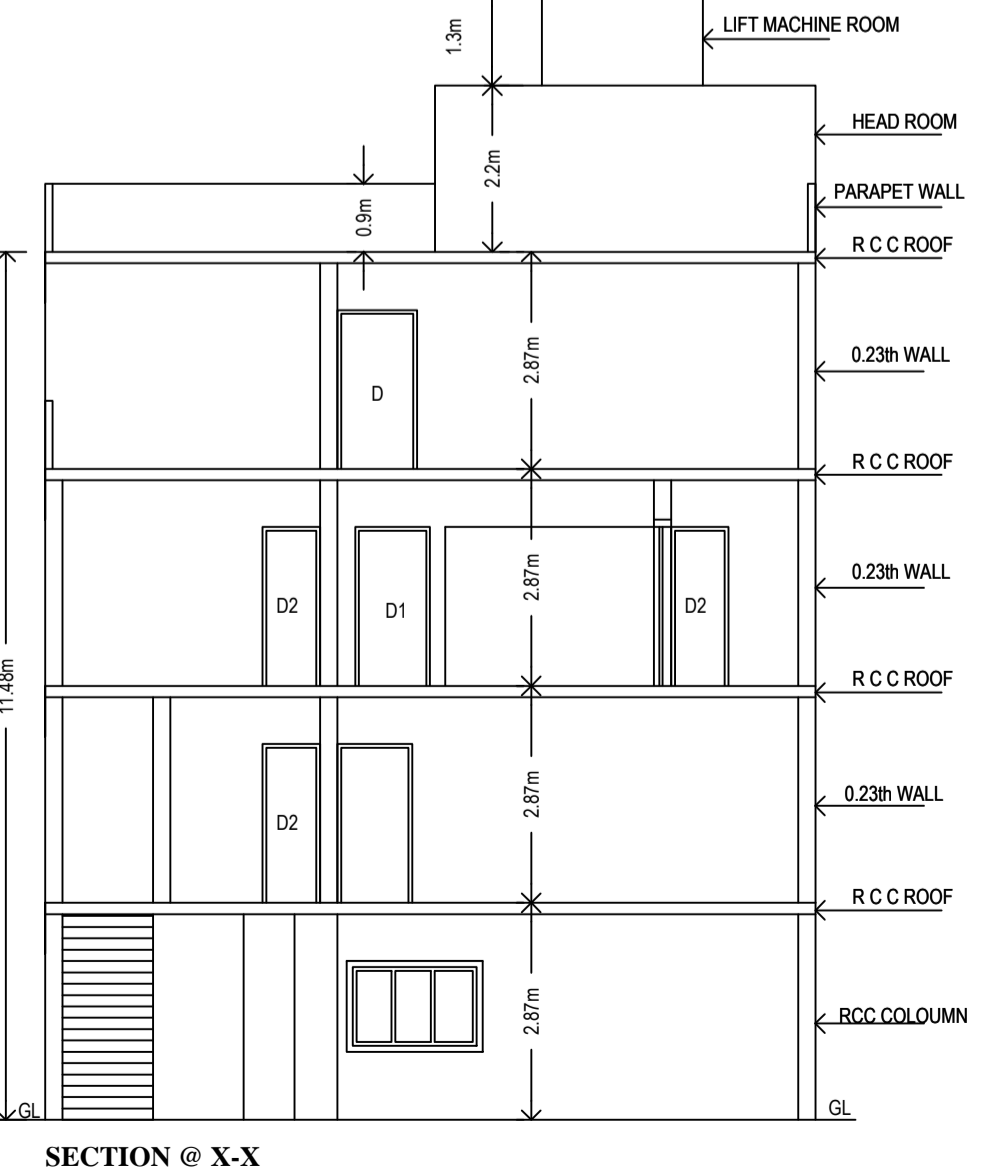 1.3m
LIFT MACHINE ROOM
HEAD ROOM
2.2m
PARAPET WALL
0.9m
R C C ROOF
2.87m
0.23th WALL
D
R C C ROOF
2.87m
0.23th WALL
D2
D1
D2
11.48m
R C C ROOF
2.87m
0.23th WALL
D2
R C C ROOF
2.87m
RCC COLOUMN
GL
GL
SECTION @ X-X